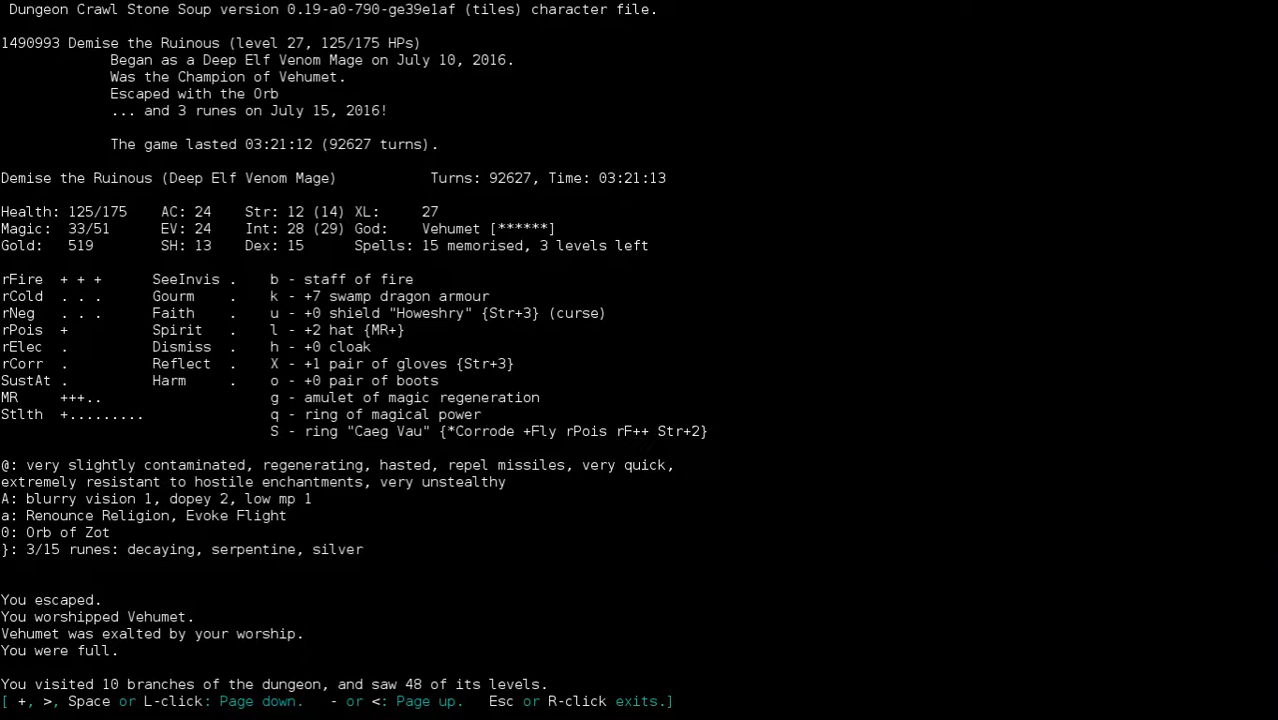 Dungeon Crawl Stone Soup version 0.19-a0-790-ge39e1af (tiles) character file.
1490993 Demise the Ruinous (level 27, 125/175 HPs)
Began as a Deep Elf Venom Mage on July 10, 2016.
Was the Champion of Vehumet.
Escaped with the Orb
... and 3 runes on July 15, 2016!
The game lasted 03:21:12 (92627 turns).
Demise the Ruinous (Deep Elf Venom Mage) Turns: 92627, Time: 03:21:13
Health: 125/175 AC: 24 Str: 12 (14) XL: 27
Magic: 33/51 EV: 24 Int: 28 (29) God: Vehumet [******]
Gold: 519 SH: 13 Dex: 15 Spells: 15 memorised, 3 levels left
rFire + + + SeeInvis . b - staff of fire
rCold . . . Gourm . k - +7 swamp dragon armour
rNeg . . . Faith . u - +0 shield "Howeshry" {Str+3} (curse)
rPois + Spirit . l - +2 hat {MR+}
rElec . Dismiss . h - +0 cloak
rCorr . Reflect . X - +1 pair of gloves {Str+3}
SustAt . Harm . o - +0 pair of boots
MR +++.. g - amulet of magic regeneration
Stlth +......... q - ring of magical power
S - ring "Caeg Vau" {*Corrode +Fly rPois rF++ Str+2}
@: very slightly contaminated, regenerating, hasted, repel missiles, very quick,
extremely resistant to hostile enchantments, very unstealthy
A: blurry vision 1, dopey 2, low mp 1
a: Renounce Religion, Evoke Flight
0: Orb of Zot
}: 3/15 runes: decaying, serpentine, silver
You escaped.
You worshipped Vehumet.
Vehumet was exalted by your worship.
You were full.
You visited 10 branches of the dungeon, and saw 48 of its levels.
[ +, >, Space or L-click: Page down. - or <: Page up. Esc or R-click exits.]